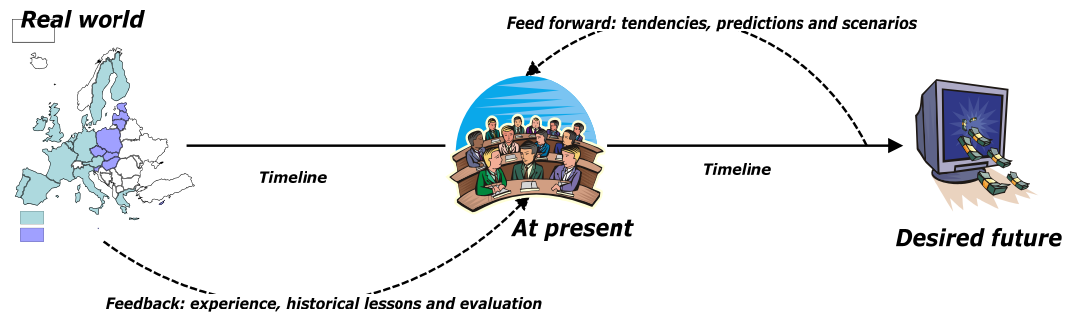 Real world
Feed forward: tendencies, predictions and scenarios
Timeline
Timeline
At present
Desired future
Feedback: experience, historical lessons and evaluation